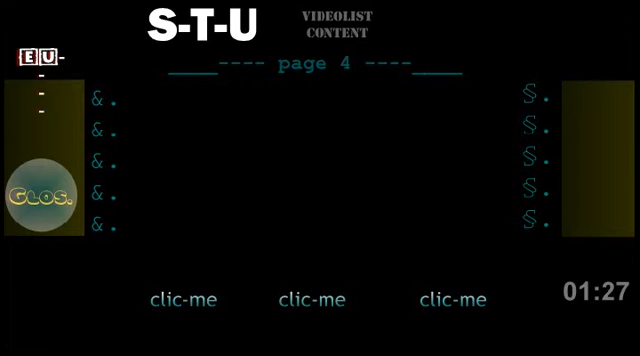 S-T-U
VIDEOLIST
CONTENT
EU-
-
-
-
____---- page 4 ----____
&. §.
&. §.
&. §.
&. §.
&. §.
Glos.
clic-me clic-me clic-me
01:27